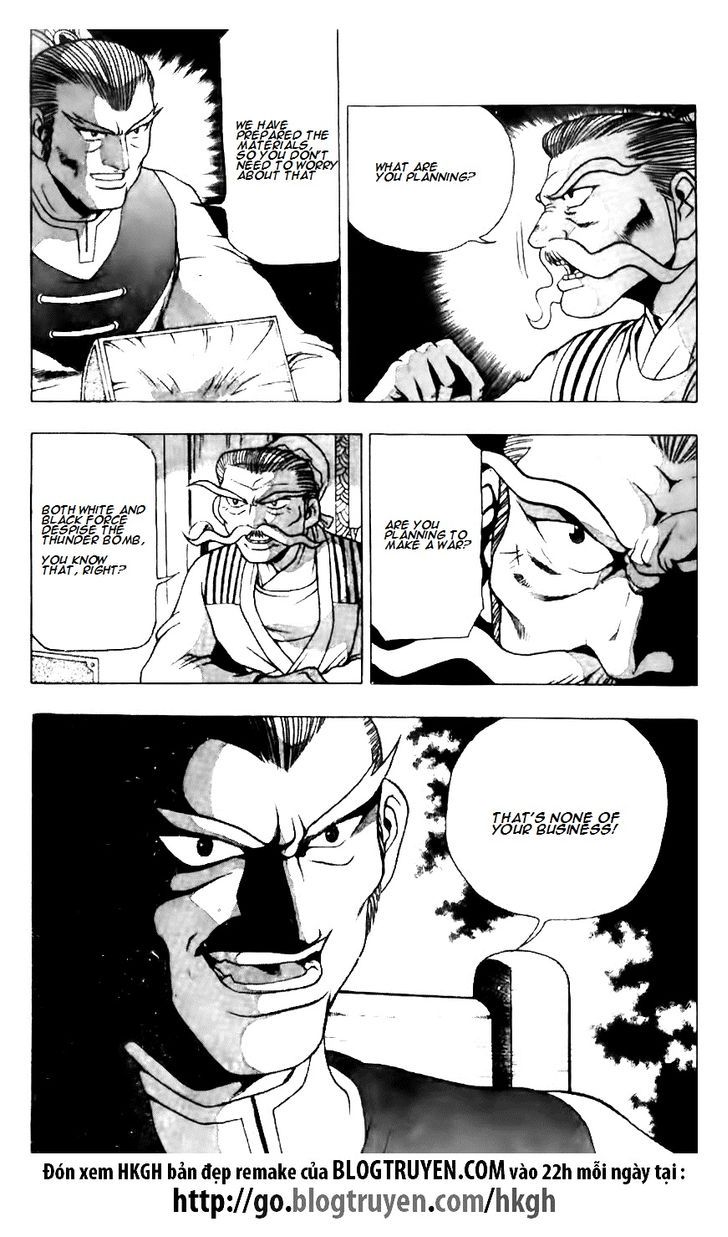 WE HAVE
PREPARED THE
MATERIALS,
SO YOU DON'T
NEED TO WORRY
ABOUT THAT
WHAT ARE
YOU PLANNING?
BOTH WHITE AND
BLACK FORCE
DESPISE THE
THUNDER BOMB,
YOU KNOW
THAT, RIGHT?
ARE YOU
PLANNING TO
MAKE A WAR?
THAT'S NONE OF
YOUR BUSINESS!
Đón xem HKGH bản đẹp remake của BLOGTRUYEN.COM vào 22h mỗi ngày tại :
http://go.blogtruyen.com/hkgh